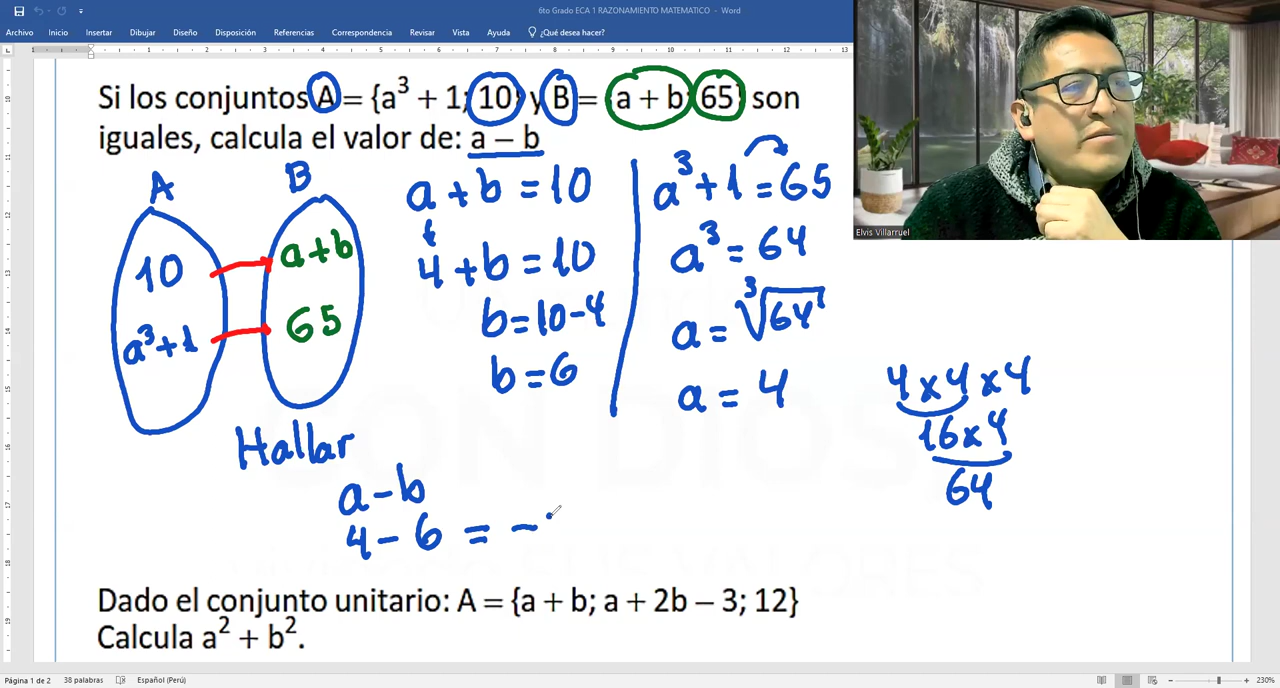 6to Grado ECA 1 RAZONAMIENTO MATEMATICO - Word
Archivo Inicio Insertar Dibujar Diseño Disposición Referencias Correspondencia Revisar Vista Ayuda ¿Qué desea hacer?
Si los conjuntos A = {a³ + 1; 10} y B = {a + b; 65} son
iguales, calcula el valor de: a – b
A B
10 a+b
a³+1 65
a + b = 10
4 + b = 10
b = 10-4
b = 6
a³+1 = 65
a³ = 64
a = ∛64
a = 4
4 x 4 x 4
16 x 4
64
Hallar
a - b
4 - 6 = -
Elvis Villarruel
Dado el conjunto unitario: A = {a + b; a + 2b – 3; 12}
Calcula a² + b².
Página 1 de 2 38 palabras Español (Perú) 230%